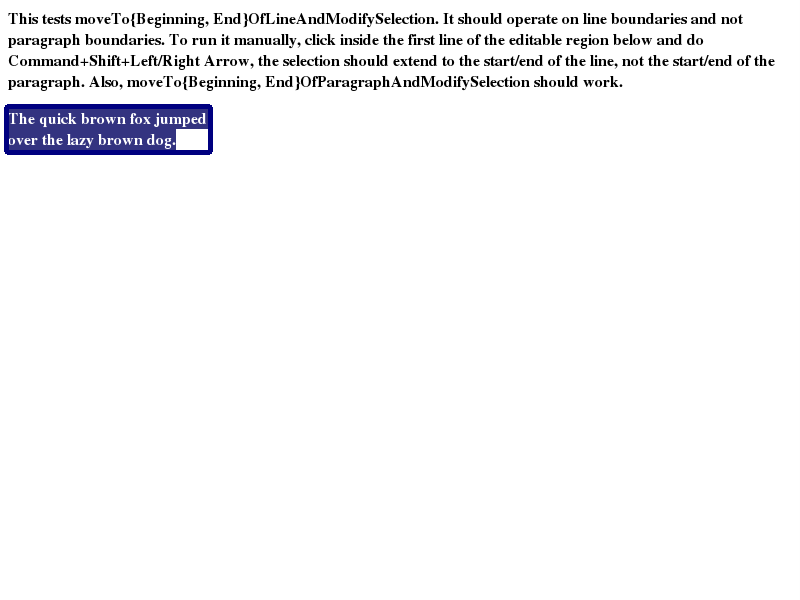 This tests moveTo{Beginning, End}OfLineAndModifySelection. It should operate on line boundaries and not
paragraph boundaries. To run it manually, click inside the first line of the editable region below and do
Command+Shift+Left/Right Arrow, the selection should extend to the start/end of the line, not the start/end of the
paragraph. Also, moveTo{Beginning, End}OfParagraphAndModifySelection should work.
The quick brown fox jumped
over the lazy brown dog.